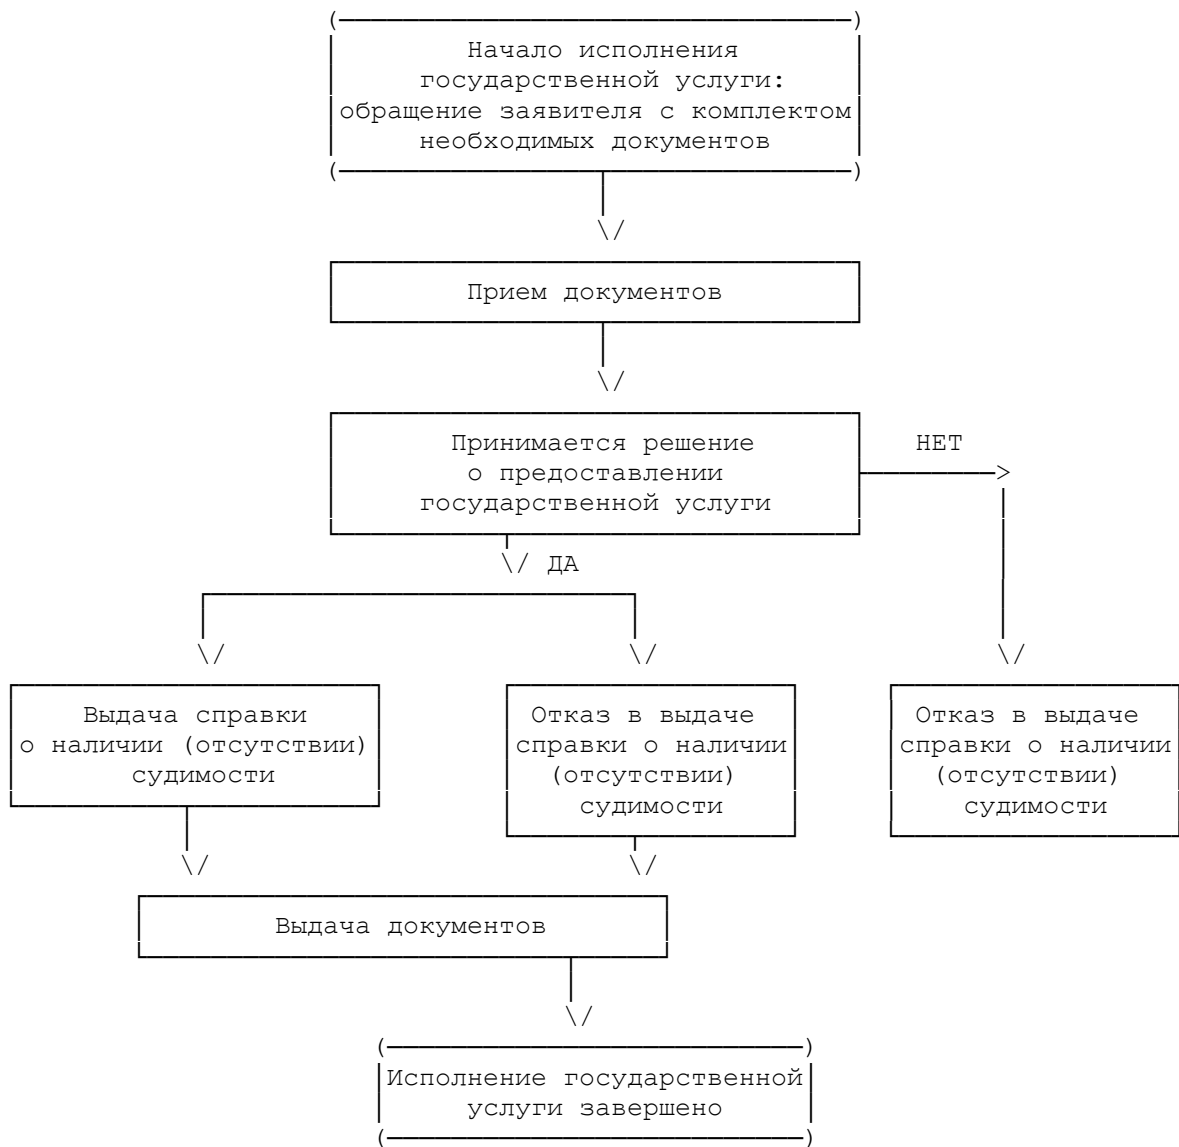 Начало исполнения
государственной услуги:
обращение заявителя с комплектом
необходимых документов
Прием документов
Принимается решение
о предоставлении
государственной услуги
НЕТ
ДА
Выдача справки
о наличии (отсутствии)
судимости
Отказ в выдаче
справки о наличии
(отсутствии)
судимости
Отказ в выдаче
справки о наличии
(отсутствии)
судимости
Выдача документов
Исполнение государственной
услуги завершено